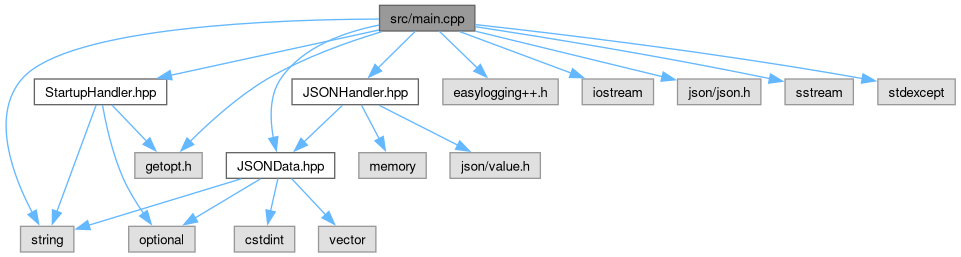 src/main.cpp
StartupHandler.hpp
JSONHandler.hpp
easylogging++.h
iostream
json/json.h
sstream
stdexcept
getopt.h
JSONData.hpp
memory
json/value.h
string
optional
cstdint
vector